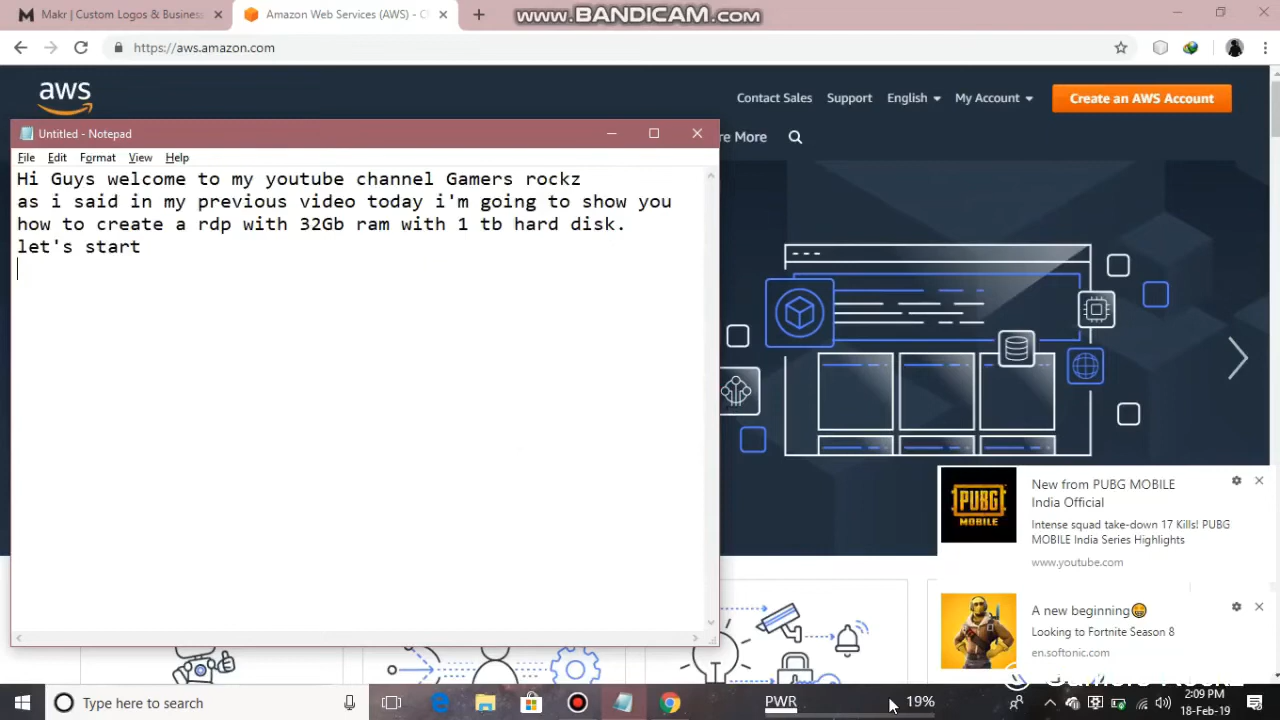 Makr | Custom Logos & Business
Amazon Web Services (AWS) - C
www.BANDICAM.com
https://aws.amazon.com
aws
Contact Sales
Support
English
My Account
Create an AWS Account
re More
Untitled - Notepad
File Edit Format View Help
Hi Guys welcome to my youtube channel Gamers rockz
as i said in my previous video today i'm going to show you
how to create a rdp with 32Gb ram with 1 tb hard disk.
let's start
PUBG
MOBILE
New from PUBG MOBILE
India Official
Intense squad take-down 17 Kills! PUBG
MOBILE India Series Highlights
www.youtube.com
A new beginning😁
Looking to Fortnite Season 8
en.softonic.com
Type here to search
PWR
19%
2:09 PM
18-Feb-19